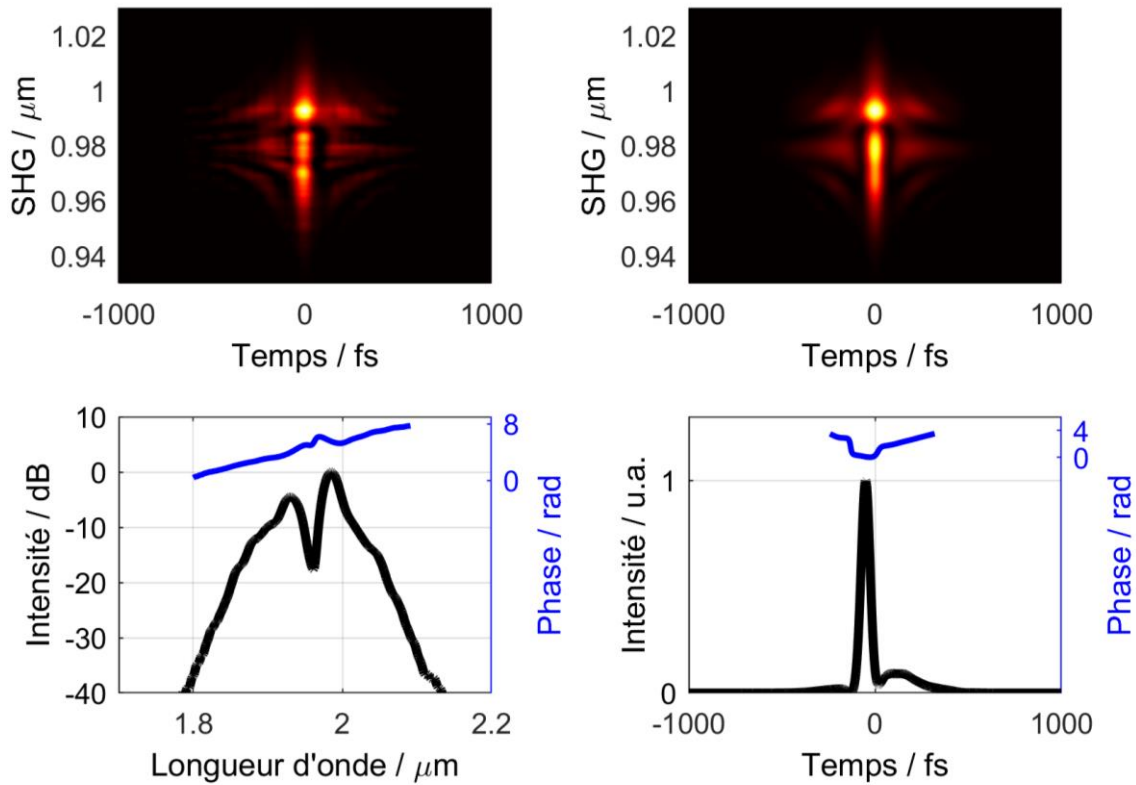 1.02
1
0.98
0.96
0.94
SHG / μm
-1000 0 1000
Temps / fs
1.02
1
0.98
0.96
0.94
SHG / μm
-1000 0 1000
Temps / fs
10
0
-10
-20
-30
-40
Intensité / dB
8
0
Phase / rad
1.8 2 2.2
Longueur d'onde / μm
1
0
Intensité / u.a.
4
0
Phase / rad
-1000 0 1000
Temps / fs